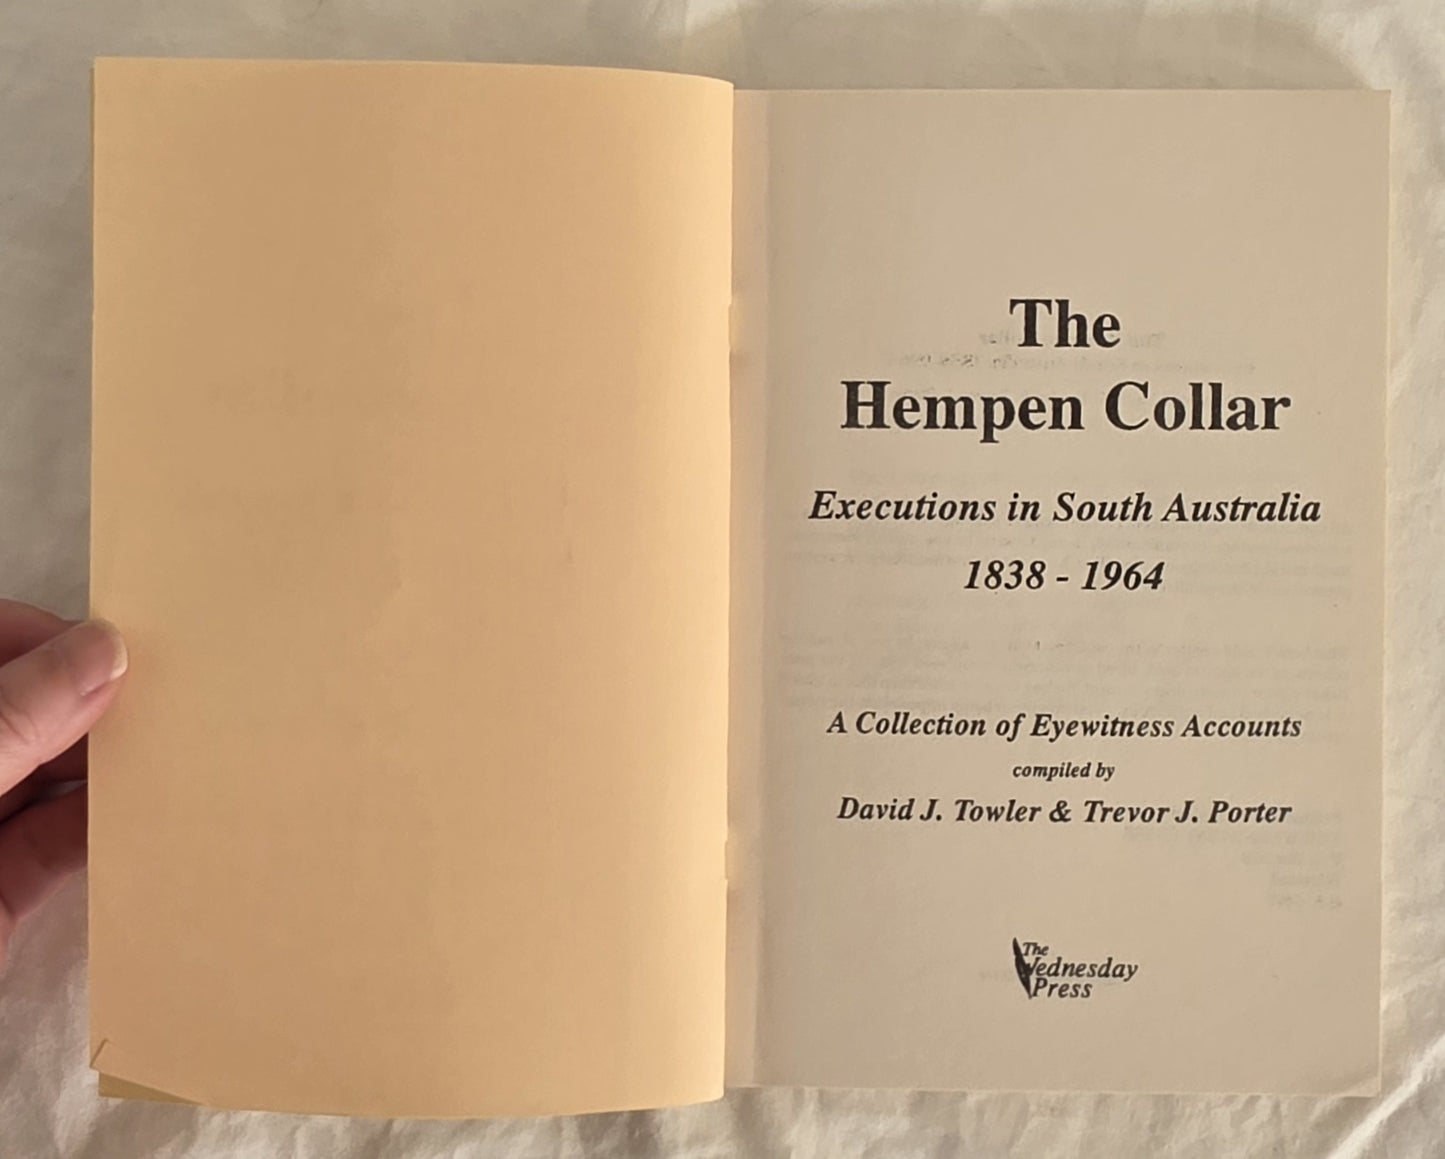 The
Hempen Collar
Executions in South Australia
1838 - 1964
A Collection of Eyewitness Accounts
compiled by
David J. Towler & Trevor J. Porter
The
Wednesday
Press